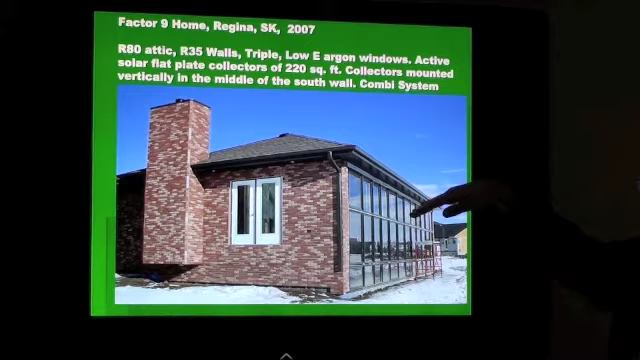 Factor 9 Home, Regina, SK, 2007
R80 attic, R35 Walls, Triple, Low E argon windows. Active
solar flat plate collectors of 220 sq. ft. Collectors mounted
vertically in the middle of the south wall. Combi System